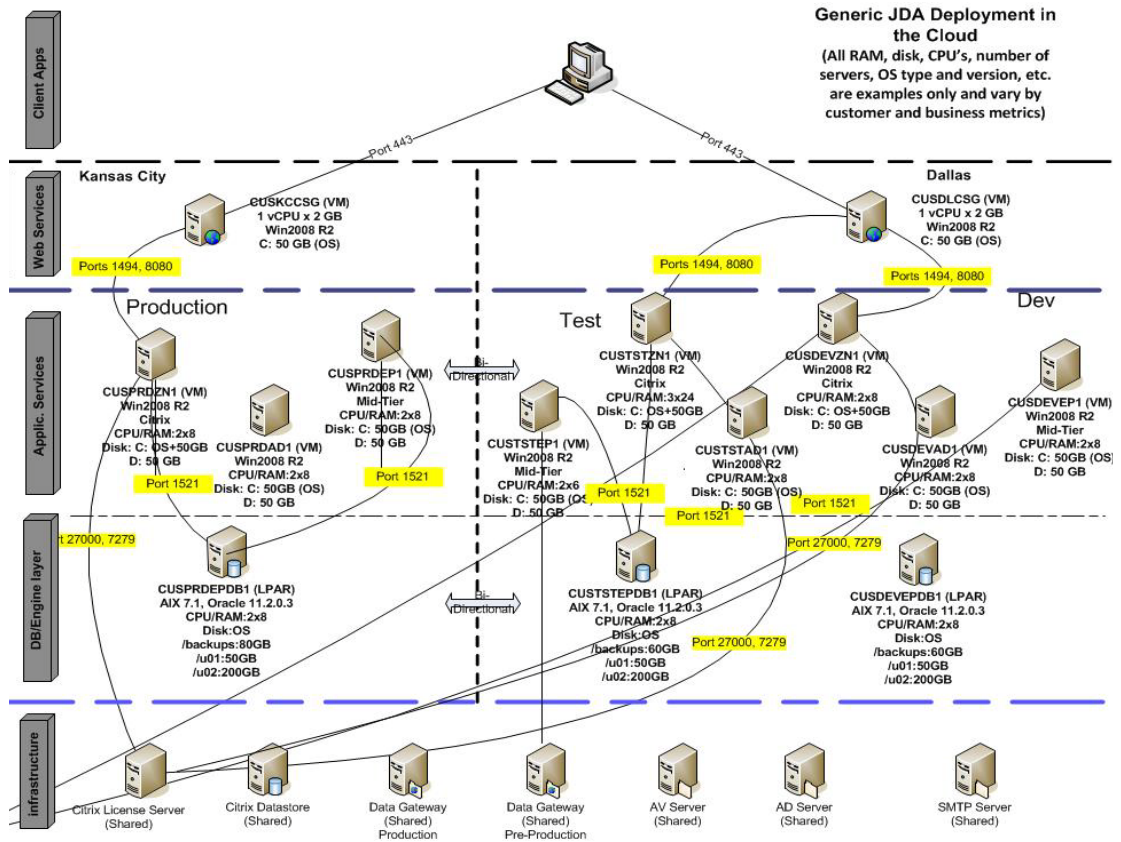 Generic JDA Deployment in
the Cloud
(All RAM, disk, CPU's, number of
servers, OS type and version, etc.
are examples only and vary by
customer and business metrics)
Client Apps
Port 443
Port 443
Web Services
Kansas City
Dallas
CUSKCCSG (VM)
1 vCPU x 2 GB
Win2008 R2
C: 50 GB (OS)
CUSDLCSG (VM)
1 vCPU x 2 GB
Win2008 R2
C: 50 GB (OS)
Ports 1494, 8080
Ports 1494, 8080
Ports 1494, 8080
Applic. Services
Production
Test
Dev
CUSPRDZN1 (VM)
Win2008 R2
Citrix
CPU/RAM:2x8
Disk: C: OS+50GB
D: 50 GB
CUSPRDAD1 (VM)
Win2008 R2
CPU/RAM:2x8
Disk: C: 50GB (OS)
D: 50 GB
CUSPRDEP1 (VM)
Win2008 R2
Mid-Tier
CPU/RAM:2x8
Disk: C: 50GB (OS)
D: 50 GB
Bi-
Directional
CUSTSTEP1 (VM)
Win2008 R2
Mid-Tier
CPU/RAM:2x6
Disk: C: 50GB (OS
D: 50 GB
CUSTSTZN1 (VM)
Win2008 R2
Citrix
CPU/RAM:3x24
Disk: C: OS+50GB
D: 50 GB
CUSTSTAD1 (VM)
Win2008 R2
CPU/RAM:2x8
Disk: C: 50GB (OS)
D: 50 GB
CUSDEVZN1 (VM)
Win2008 R2
Citrix
CPU/RAM:2x8
Disk: C: OS+50GB
D: 50 GB
CUSDEVAD1 (VM)
Win2008 R2
CPU/RAM:2x8
Disk: C: 50GB (OS)
D: 50 GB
CUSDEVEP1 (VM)
Win2008 R2
Mid-Tier
CPU/RAM:2x8
Disk: C: 50GB (OS)
D: 50 GB
Port 1521
Port 1521
Port 1521
Port 1521
Port 1521
DB/Engine layer
rt 27000, 7279
Port 27000, 7279
Port 27000, 7279
CUSPRDEPDB1 (LPAR)
AIX 7.1, Oracle 11.2.0.3
CPU/RAM:2x8
Disk:OS
/backups:80GB
/u01:50GB
/u02:200GB
Bi-
Directional
CUSTSTEPDB1 (LPAR)
AIX 7.1, Oracle 11.2.0.3
CPU/RAM:2x8
Disk:OS
/backups:60GB
/u01:50GB
/u02:200GB
CUSDEVEPDB1 (LPAR)
AIX 7.1, Oracle 11.2.0.3
CPU/RAM:2x8
Disk:OS
/backups:60GB
/u01:50GB
/u02:200GB
infrastructure
Citrix License Server
(Shared)
Citrix Datastore
(Shared)
Data Gateway
(Shared)
Production
Data Gateway
(Shared)
Pre-Production
AV Server
(Shared)
AD Server
(Shared)
SMTP Server
(Shared)